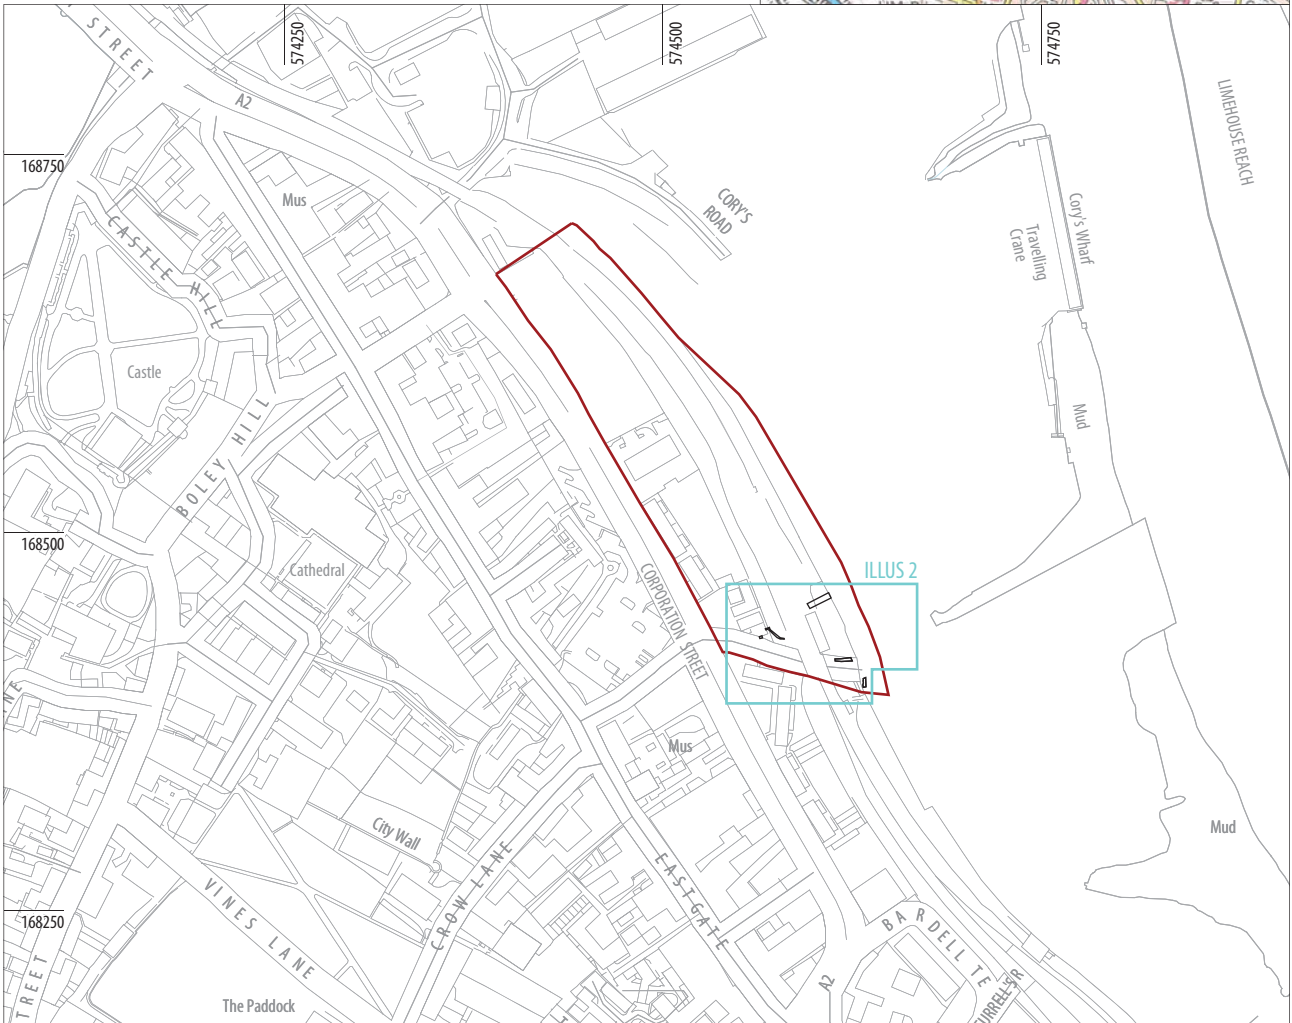 574250
574500
574750
STREET
A2
LIMEHOUSE REACH
168750
Mus
CORY'S
ROAD
Cory's Wharf
Travelling
Crane
CASTLE HILL
Castle
Mud
BOLEY HILL
168500
Cathedral
CORPORATION STREET
ILLUS 2
Mus
City Wall
Mud
CROW LANE
EASTGATE
VINES LANE
168250
BARDELL TE
A2
The Paddock